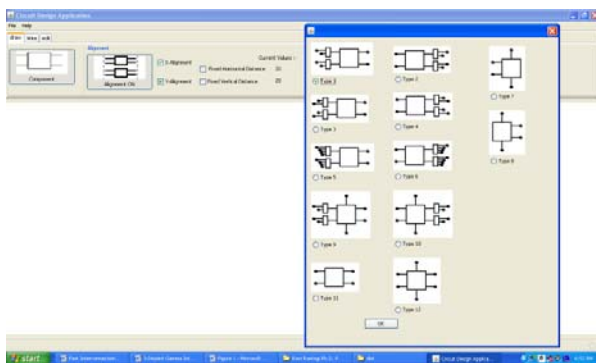 Circuit Design Application
File Help
draw wire edit
Component
Alignment
Alignment ON
X-Alignment
Y-Alignment
Current Values :
Fixed Horizontal Distance 20
Fixed Vertical Distance 20
Type 1
Type 2
Type 3
Type 4
Type 5
Type 6
Type 7
Type 8
Type 9
Type 10
Type 11
Type 12
OK
start
Circuit Design Applica...